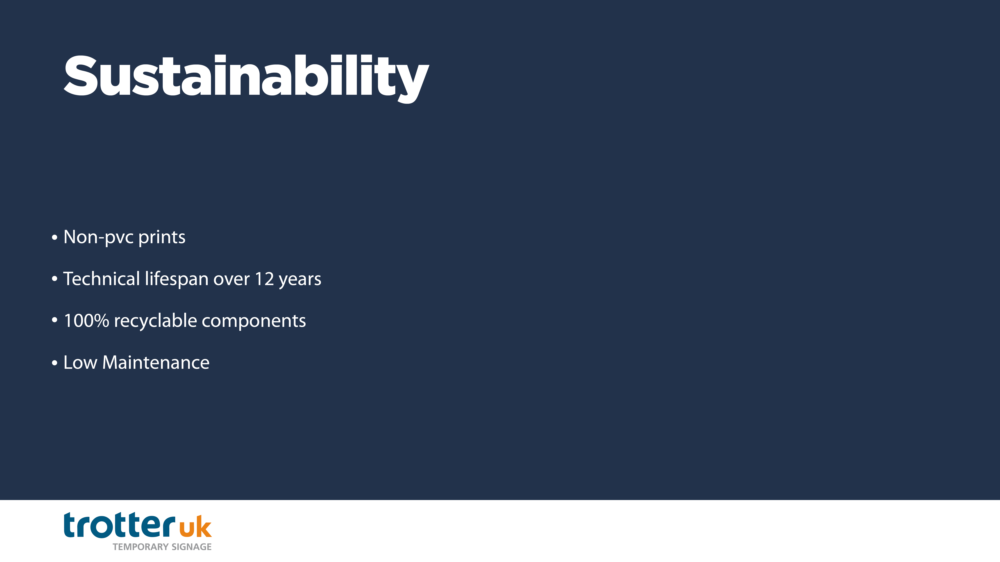 Sustainability
• Non-pvc prints
• Technical lifespan over 12 years
• 100% recyclable components
• Low Maintenance
trotter uk
TEMPORARY SIGNAGE